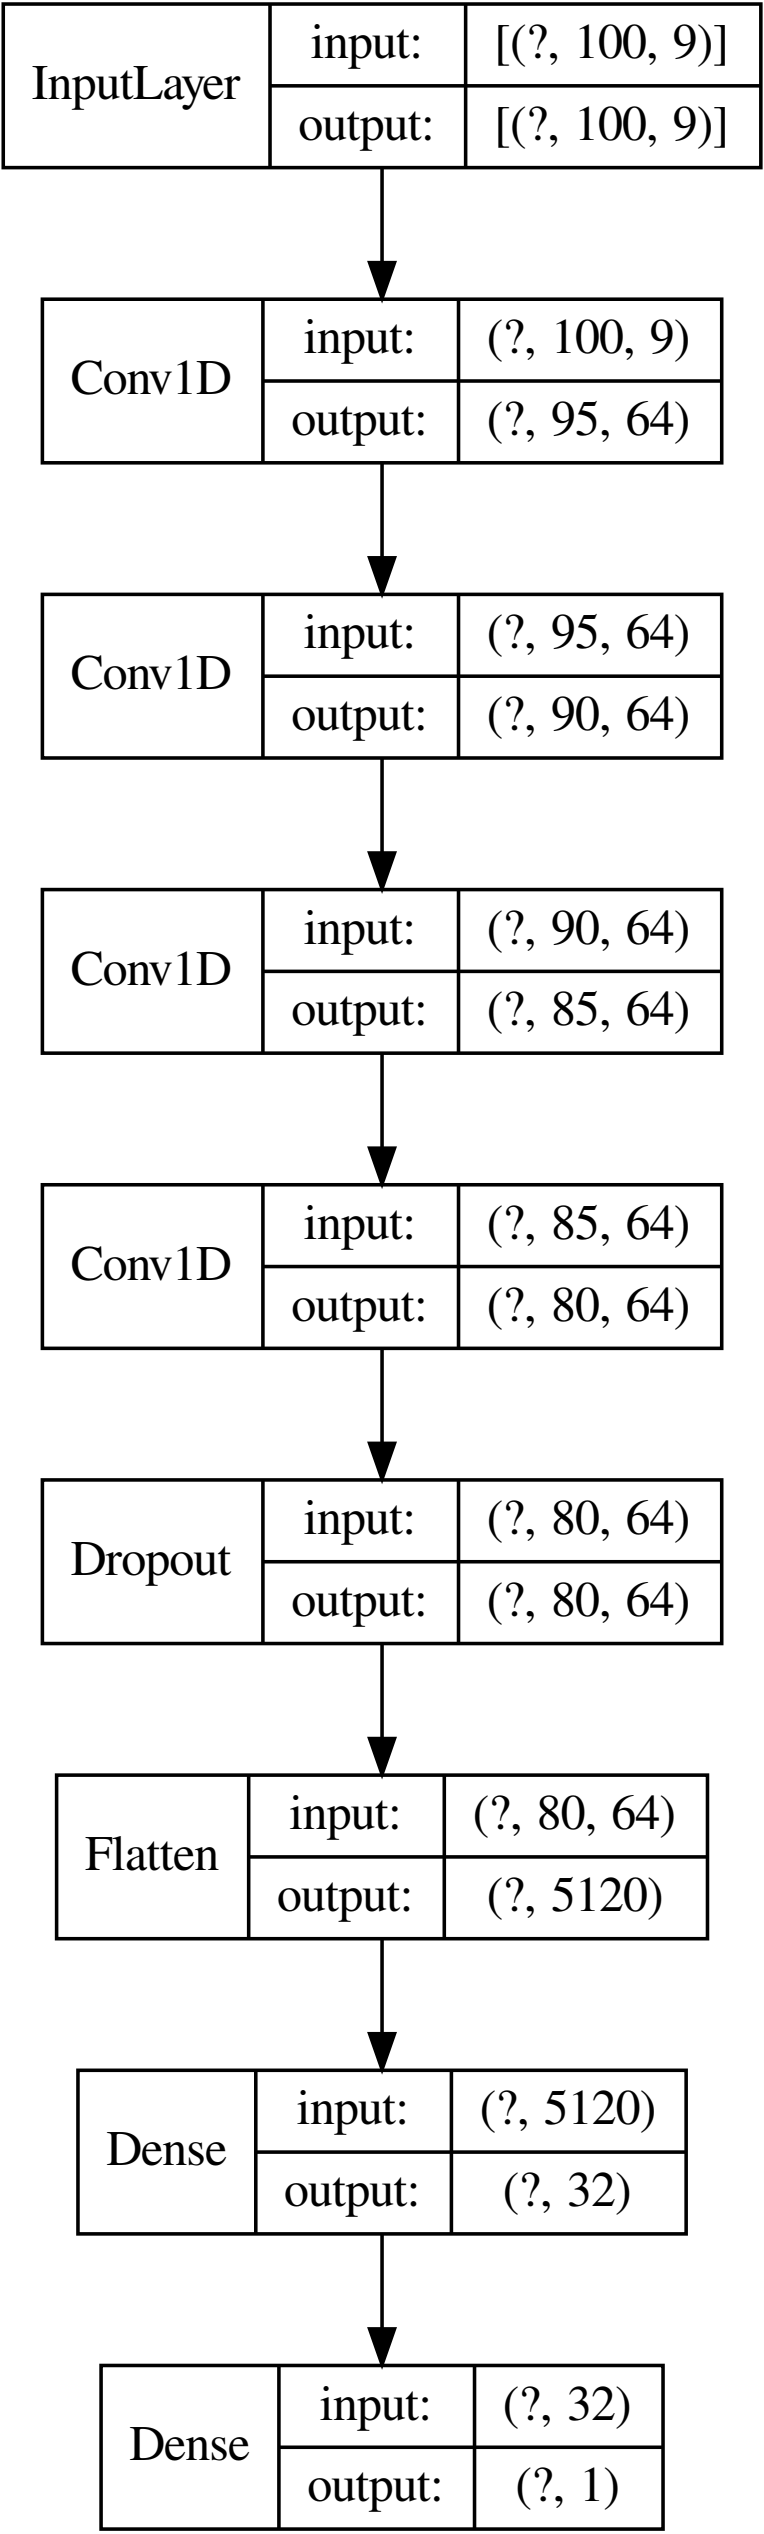 InputLayer
input: [(?, 100, 9)]
output: [(?, 100, 9)]
Conv1D
input: (?, 100, 9)
output: (?, 95, 64)
Conv1D
input: (?, 95, 64)
output: (?, 90, 64)
Conv1D
input: (?, 90, 64)
output: (?, 85, 64)
Conv1D
input: (?, 85, 64)
output: (?, 80, 64)
Dropout
input: (?, 80, 64)
output: (?, 80, 64)
Flatten
input: (?, 80, 64)
output: (?, 5120)
Dense
input: (?, 5120)
output: (?, 32)
Dense
input: (?, 32)
output: (?, 1)